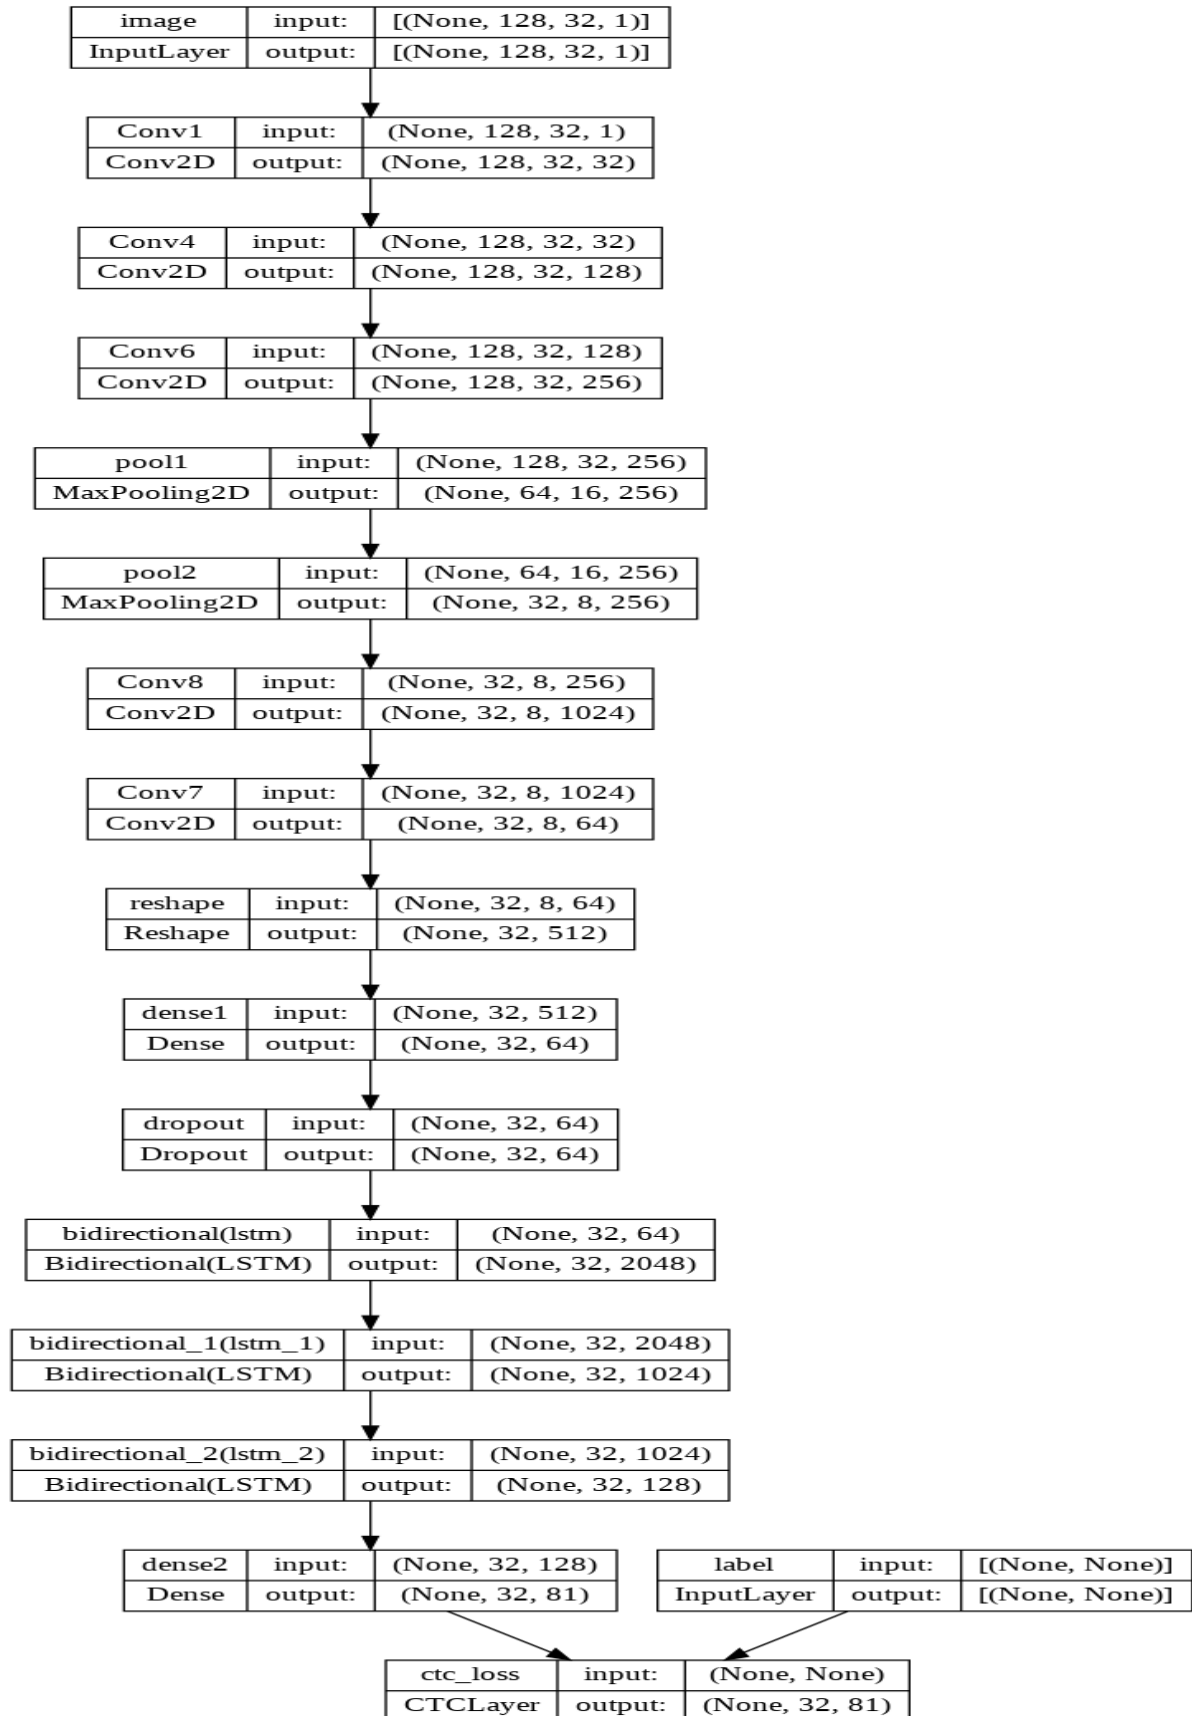 image input: [(None, 128, 32, 1)]
InputLayer output: [(None, 128, 32, 1)]
Conv1 input: (None, 128, 32, 1)
Conv2D output: (None, 128, 32, 32)
Conv4 input: (None, 128, 32, 32)
Conv2D output: (None, 128, 32, 128)
Conv6 input: (None, 128, 32, 128)
Conv2D output: (None, 128, 32, 256)
pool1 input: (None, 128, 32, 256)
MaxPooling2D output: (None, 64, 16, 256)
pool2 input: (None, 64, 16, 256)
MaxPooling2D output: (None, 32, 8, 256)
Conv8 input: (None, 32, 8, 256)
Conv2D output: (None, 32, 8, 1024)
Conv7 input: (None, 32, 8, 1024)
Conv2D output: (None, 32, 8, 64)
reshape input: (None, 32, 8, 64)
Reshape output: (None, 32, 512)
dense1 input: (None, 32, 512)
Dense output: (None, 32, 64)
dropout input: (None, 32, 64)
Dropout output: (None, 32, 64)
bidirectional(lstm) input: (None, 32, 64)
Bidirectional(LSTM) output: (None, 32, 2048)
bidirectional_1(lstm_1) input: (None, 32, 2048)
Bidirectional(LSTM) output: (None, 32, 1024)
bidirectional_2(lstm_2) input: (None, 32, 1024)
Bidirectional(LSTM) output: (None, 32, 128)
dense2 input: (None, 32, 128)
Dense output: (None, 32, 81)
label input: [(None, None)]
InputLayer output: [(None, None)]
ctc_loss input: (None, None)
CTCLayer output: (None, 32, 81)